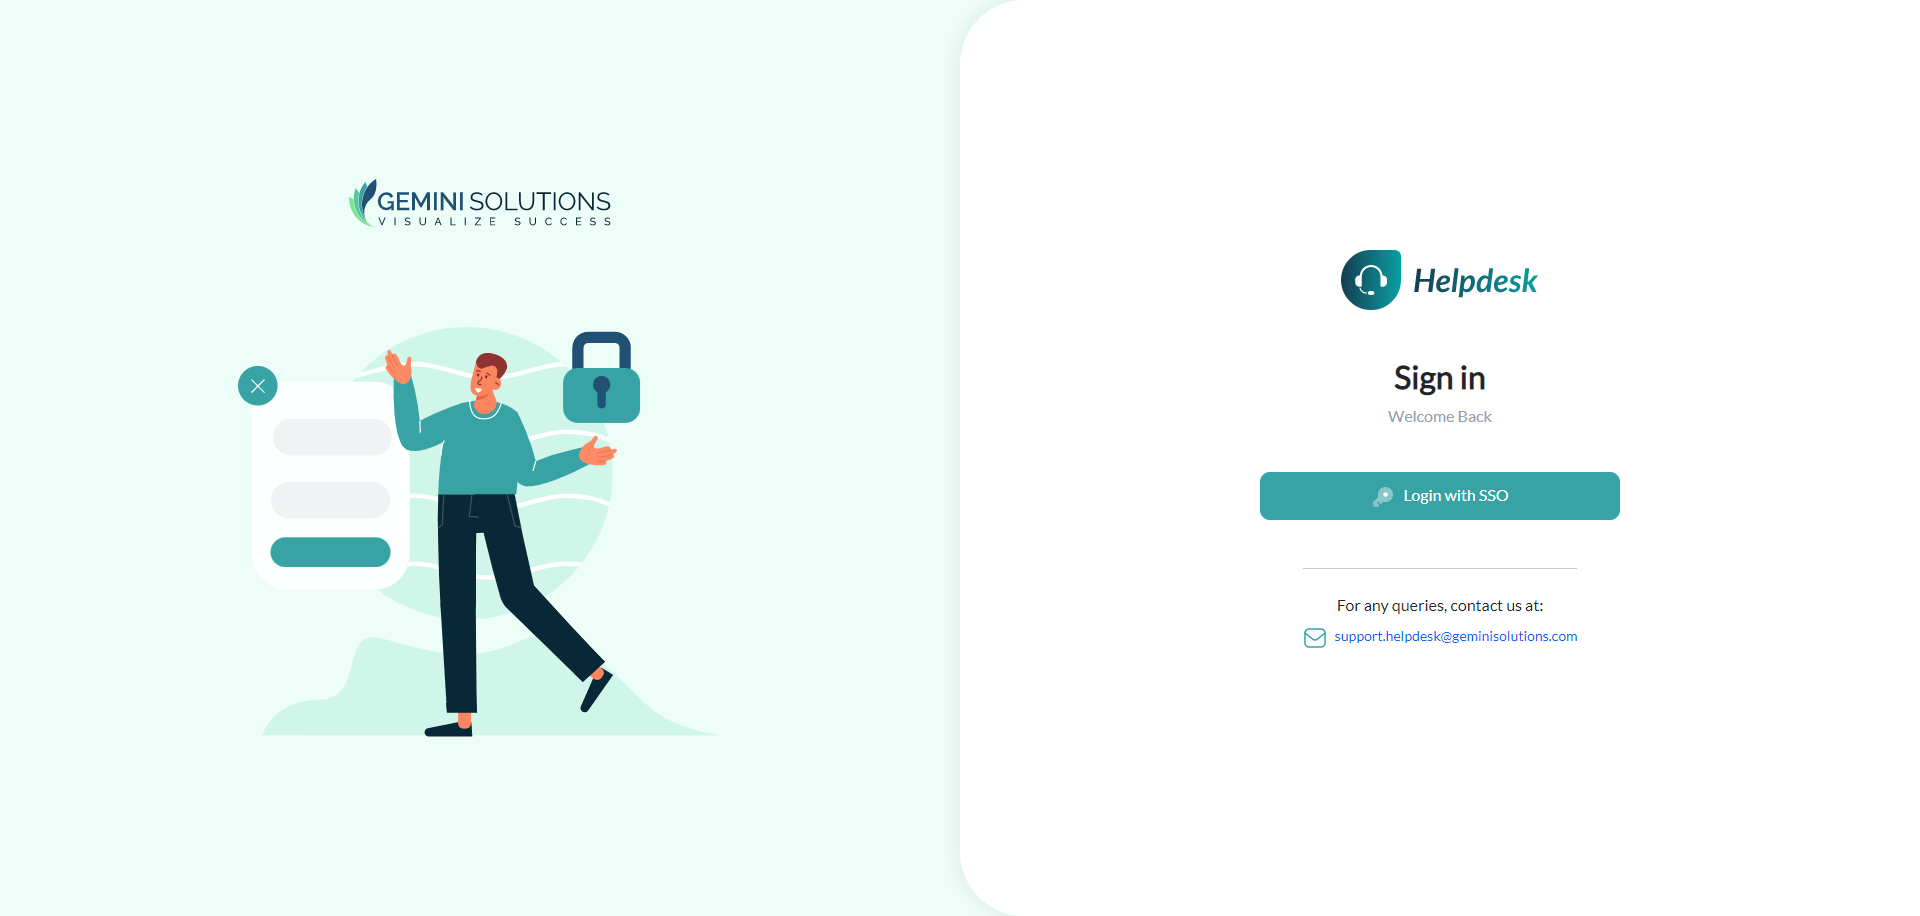 GEMINI SOLUTIONS
VISUALIZE SUCCESS
Helpdesk
Sign in
Welcome Back
Login with SSO
For any queries, contact us at:
support.helpdesk@geminisolutions.com